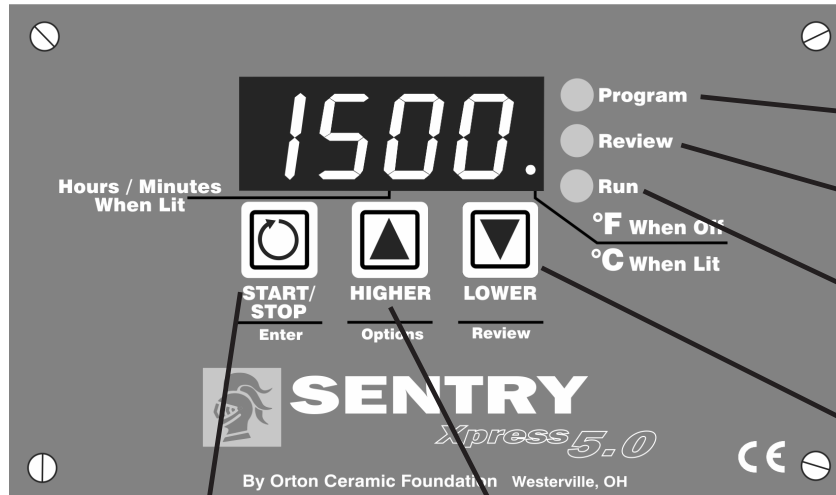 1500.
Program
Review
Run
Hours / Minutes
When Lit
°F When Off
°C When Lit
START/
STOP
Enter
HIGHER
Options
LOWER
Review
SENTRY
Xpress 5.0
By Orton Ceramic Foundation Westerville, OH
CE